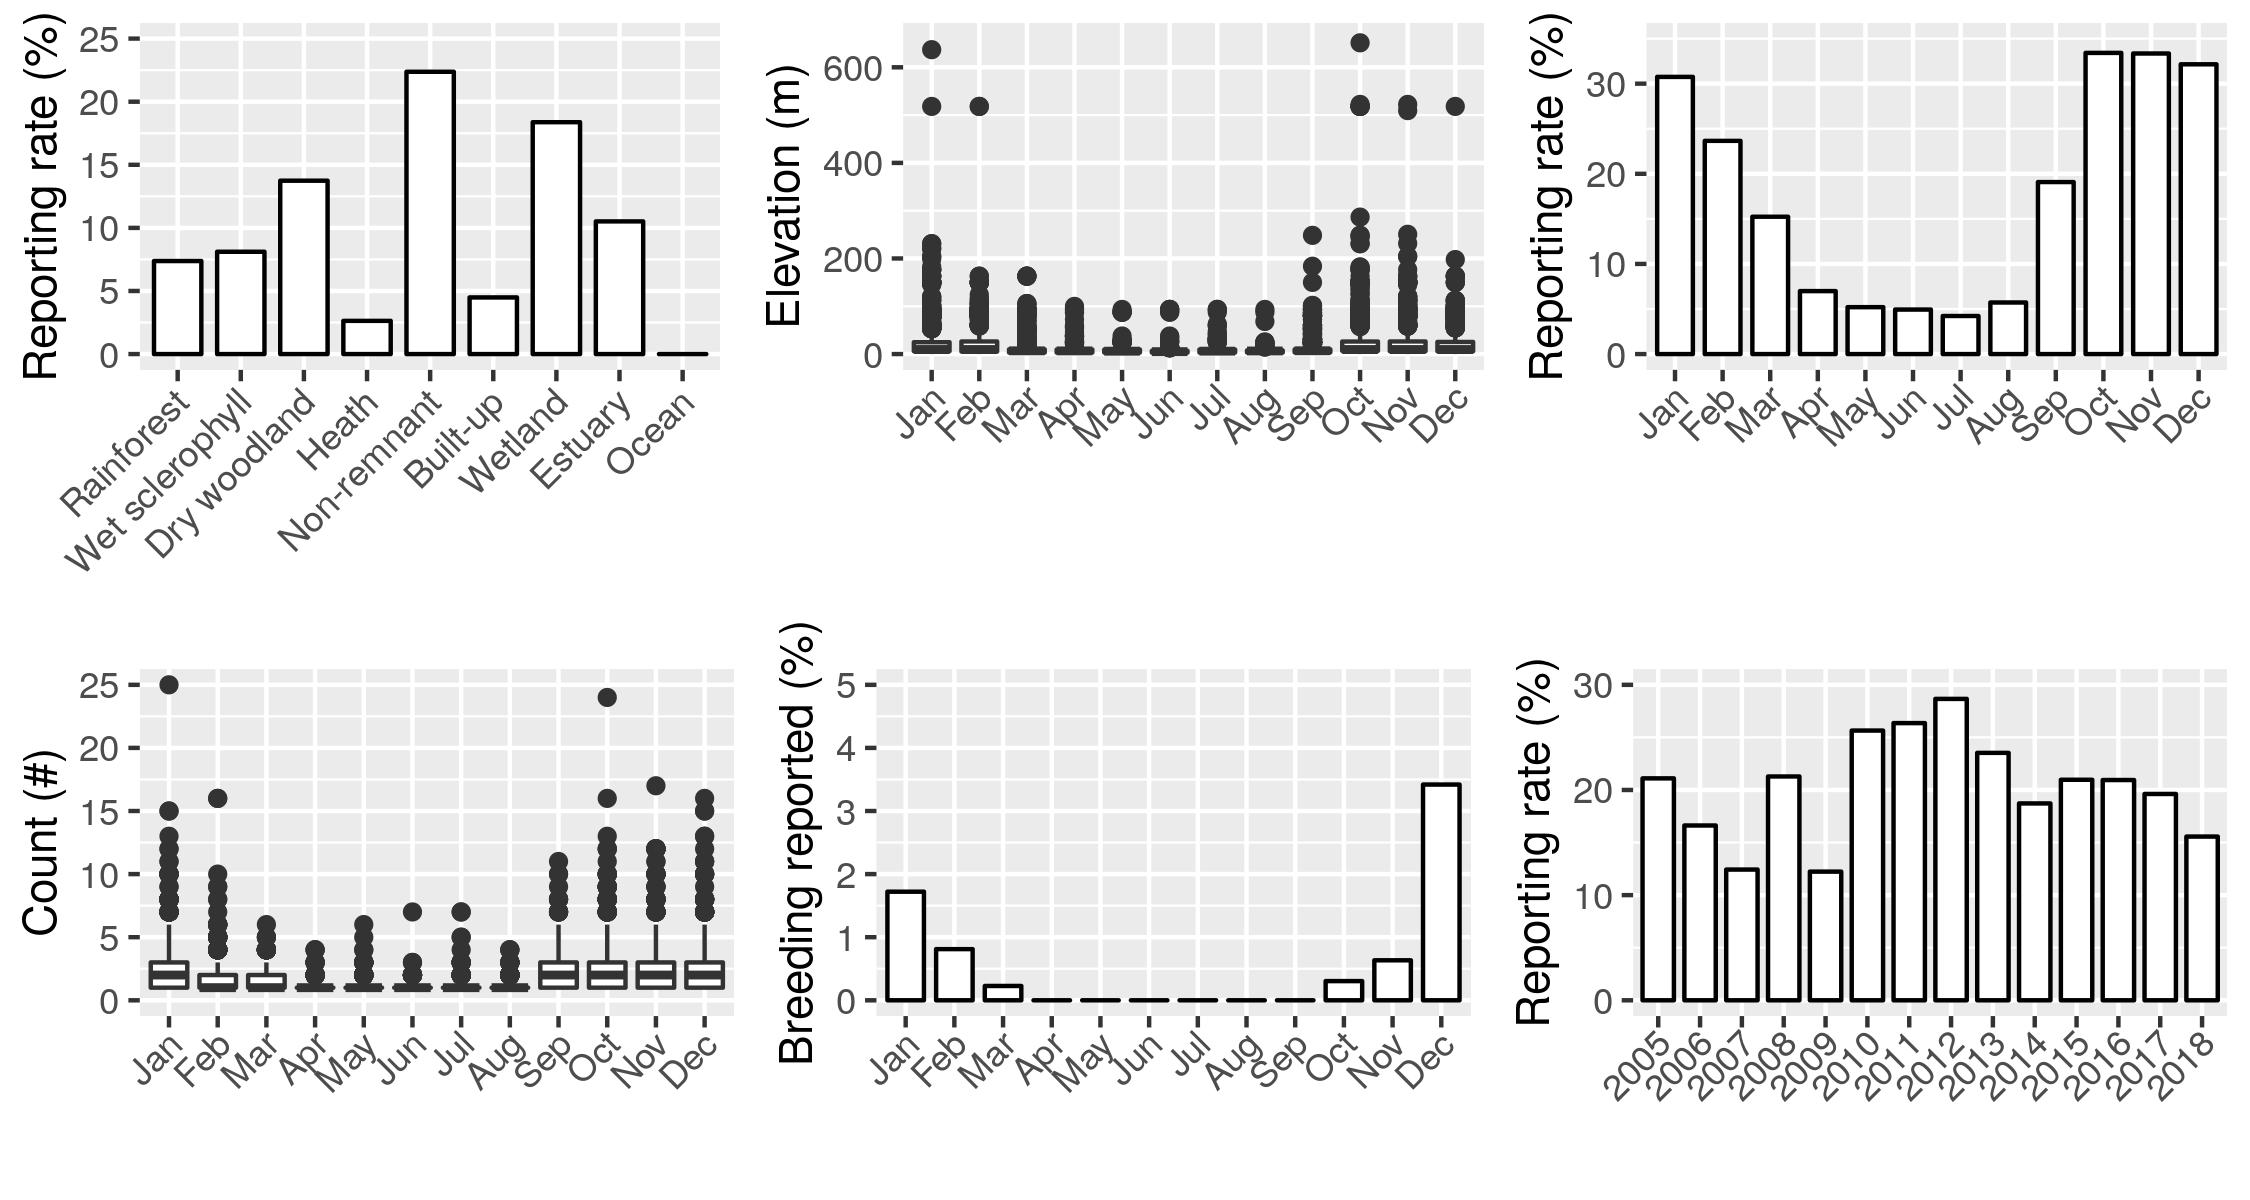 Reporting rate (%)
25
20
15
10
5
0
Rainforest
Wet sclerophyll
Dry woodland
Heath
Non-remnant
Built-up
Wetland
Estuary
Ocean
Elevation (m)
600
400
200
0
Jan
Feb
Mar
Apr
May
Jun
Jul
Aug
Sep
Oct
Nov
Dec
Reporting rate (%)
30
20
10
0
Jan
Feb
Mar
Apr
May
Jun
Jul
Aug
Sep
Oct
Nov
Dec
Count (#)
25
20
15
10
5
0
Jan
Feb
Mar
Apr
May
Jun
Jul
Aug
Sep
Oct
Nov
Dec
Breeding reported (%)
5
4
3
2
1
0
Jan
Feb
Mar
Apr
May
Jun
Jul
Aug
Sep
Oct
Nov
Dec
Reporting rate (%)
30
20
10
0
2005
2006
2007
2008
2009
2010
2011
2012
2013
2014
2015
2016
2017
2018